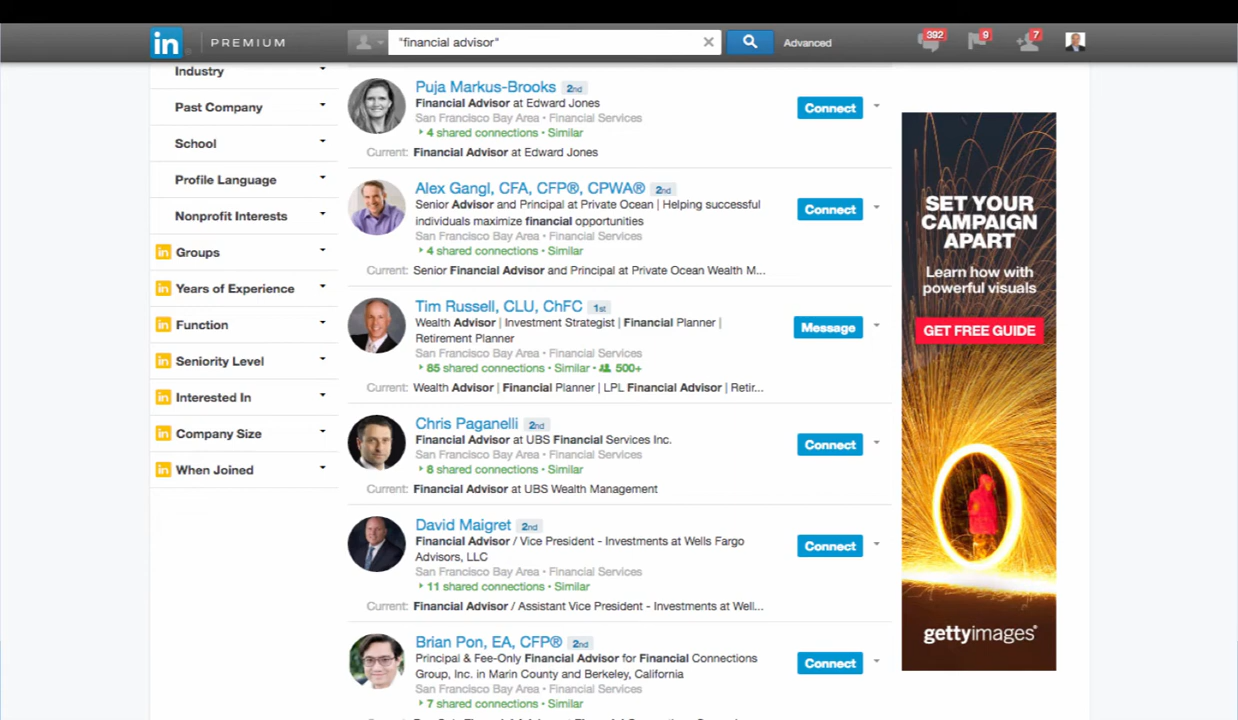 in PREMIUM "financial advisor" Advanced 392 9 7
Industry
Past Company
School
Profile Language
Nonprofit Interests
in Groups
in Years of Experience
in Function
in Seniority Level
in Interested In
in Company Size
in When Joined
Puja Markus-Brooks 2nd
Financial Advisor at Edward Jones
San Francisco Bay Area • Financial Services
4 shared connections • Similar
Current: Financial Advisor at Edward Jones
Connect
Alex Gangl, CFA, CFP®, CPWA® 2nd
Senior Advisor and Principal at Private Ocean | Helping successful
individuals maximize financial opportunities
San Francisco Bay Area • Financial Services
4 shared connections • Similar
Current: Senior Financial Advisor and Principal at Private Ocean Wealth M...
Connect
Tim Russell, CLU, ChFC 1st
Wealth Advisor | Investment Strategist | Financial Planner |
Retirement Planner
San Francisco Bay Area • Financial Services
85 shared connections • Similar • 500+
Current: Wealth Advisor | Financial Planner | LPL Financial Advisor | Retir...
Message
Chris Paganelli 2nd
Financial Advisor at UBS Financial Services Inc.
San Francisco Bay Area • Financial Services
8 shared connections • Similar
Current: Financial Advisor at UBS Wealth Management
Connect
David Maigret 2nd
Financial Advisor / Vice President - Investments at Wells Fargo
Advisors, LLC
San Francisco Bay Area • Financial Services
11 shared connections • Similar
Current: Financial Advisor / Assistant Vice President - Investments at Well...
Connect
Brian Pon, EA, CFP® 2nd
Principal & Fee-Only Financial Advisor for Financial Connections
Group, Inc. in Marin County and Berkeley, California
San Francisco Bay Area • Financial Services
7 shared connections • Similar
Connect
SET YOUR
CAMPAIGN
APART
Learn how with
powerful visuals
GET FREE GUIDE
gettyimages®